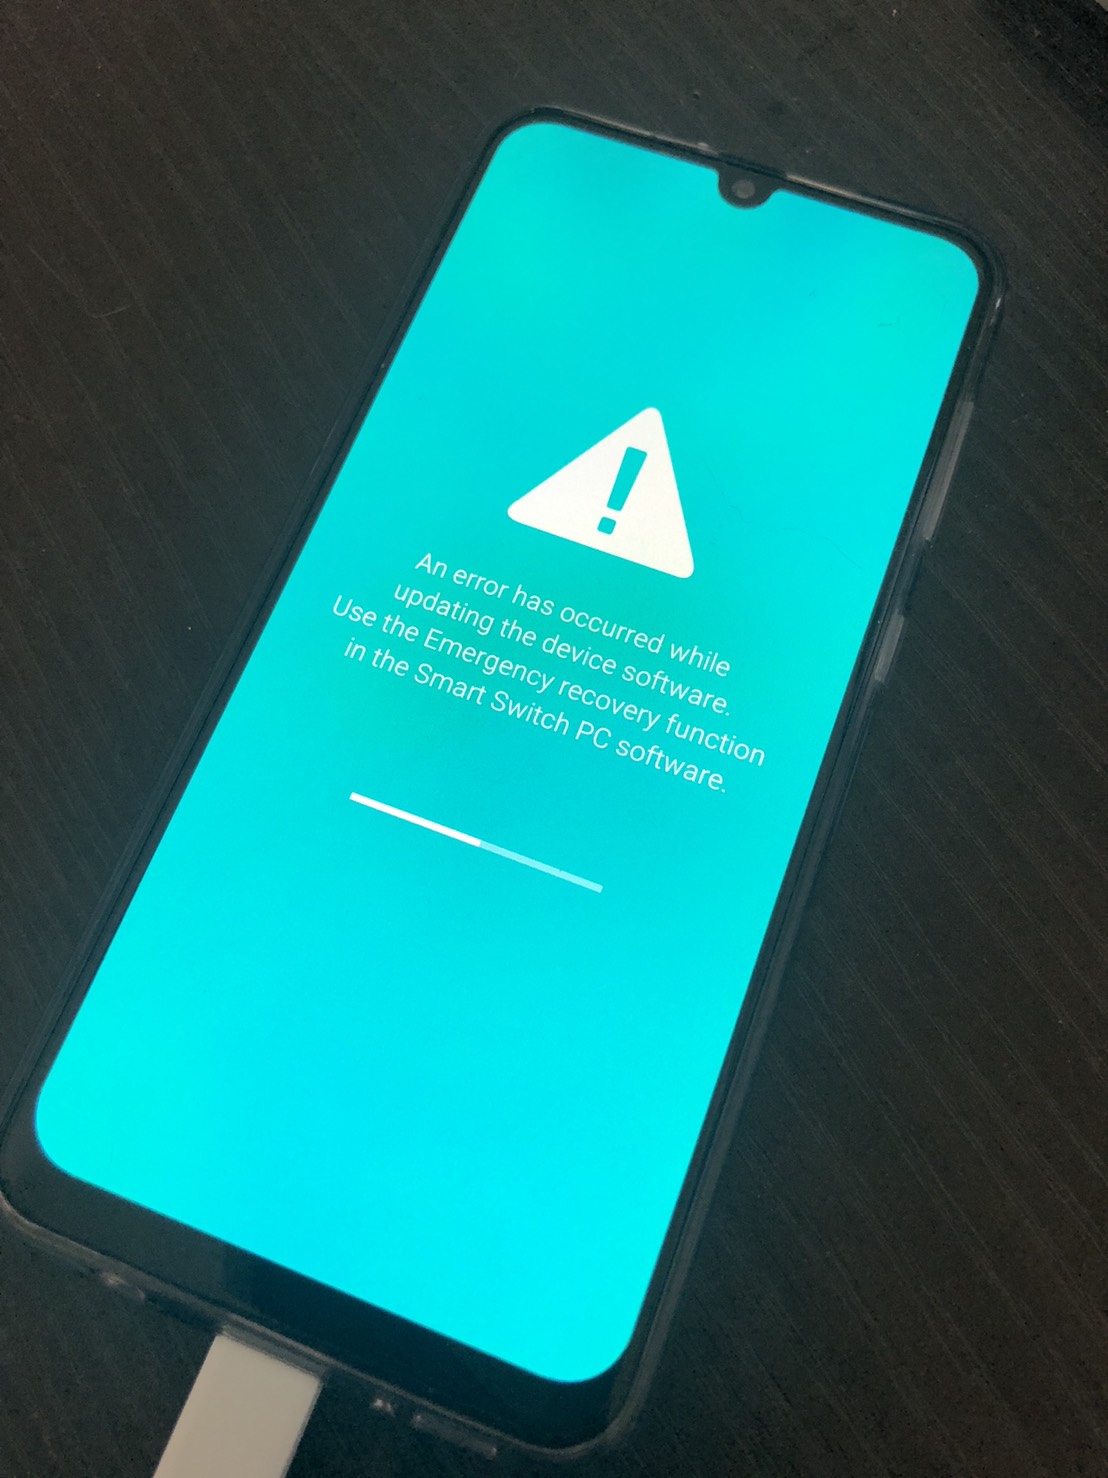 An error has occurred while
updating the device software.
Use the Emergency recovery function
in the Smart Switch PC software.